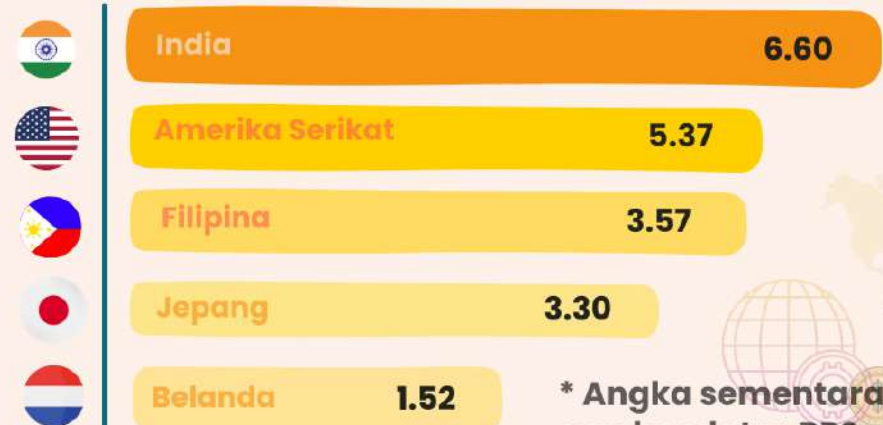 India 6.60
Amerika Serikat 5.37
Filipina 3.57
Jepang 3.30
Belanda 1.52
* Angka sementara